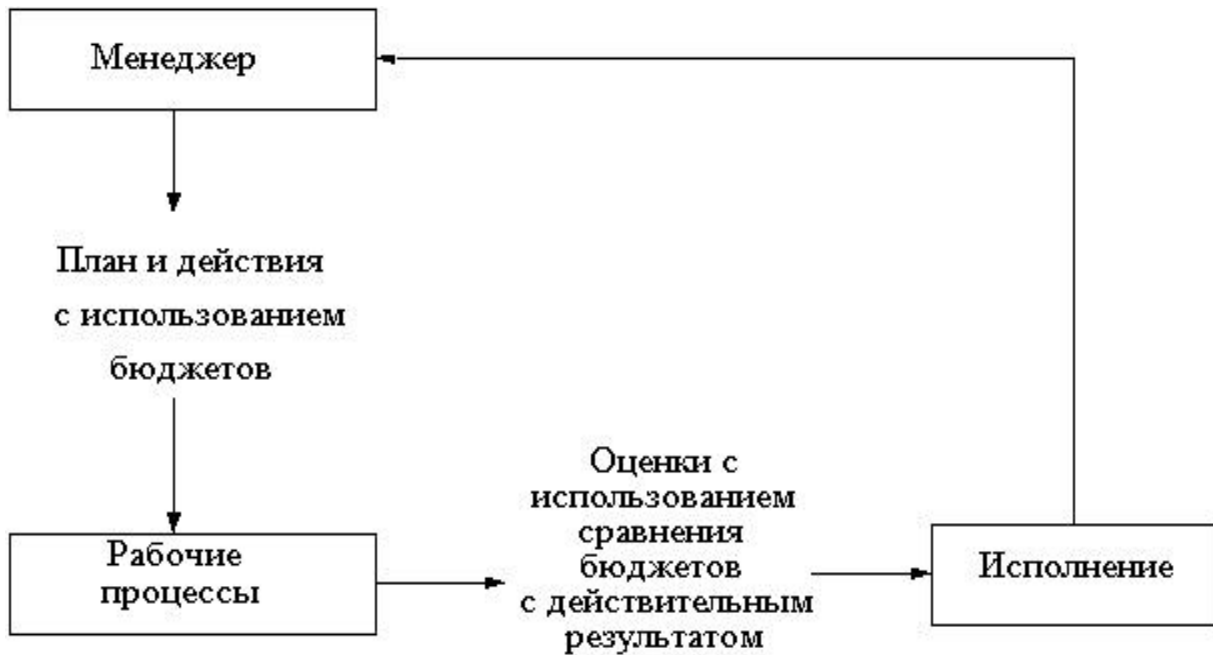 Менеджер
План и действия
с использованием
бюджетов
Рабочие
процессы
Оценки с
использованием
сравнения
бюджетов
с действительным
результатом
Исполнение